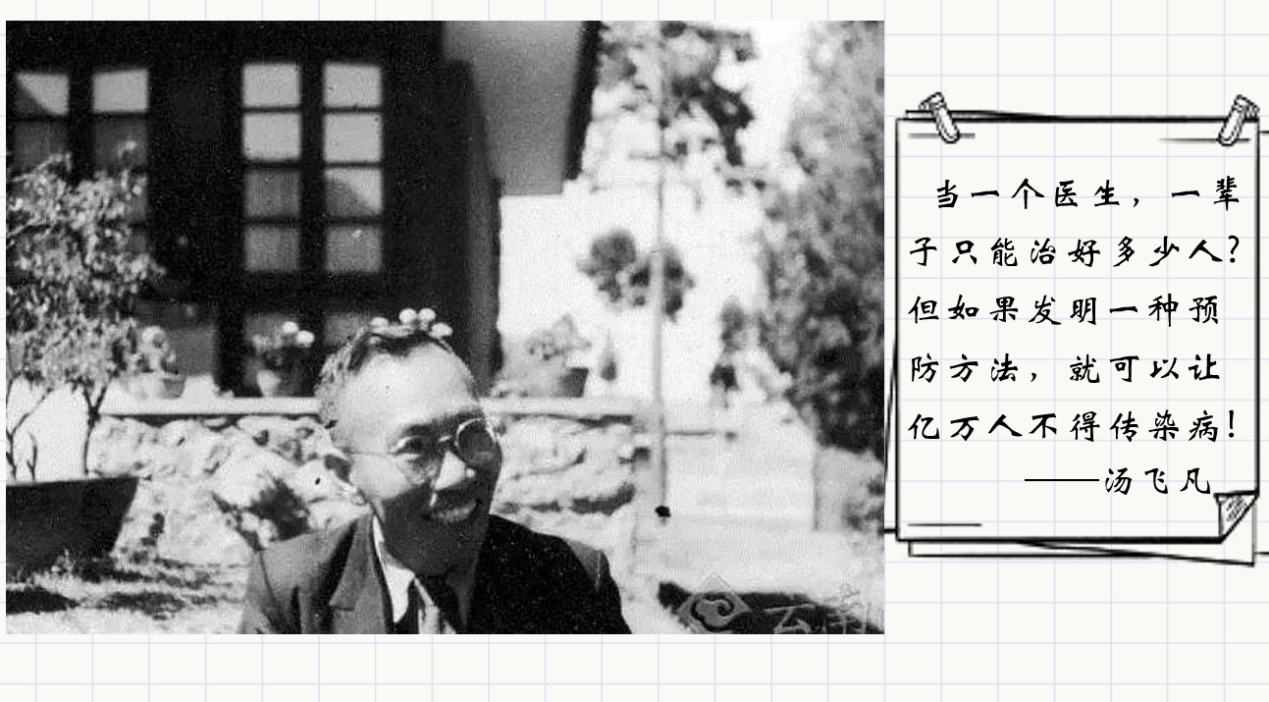 当一个医生，一辈
子只能治好多少人？
但如果发明一种预
防方法，就可以让
亿万人不得传染病！
——汤飞凡